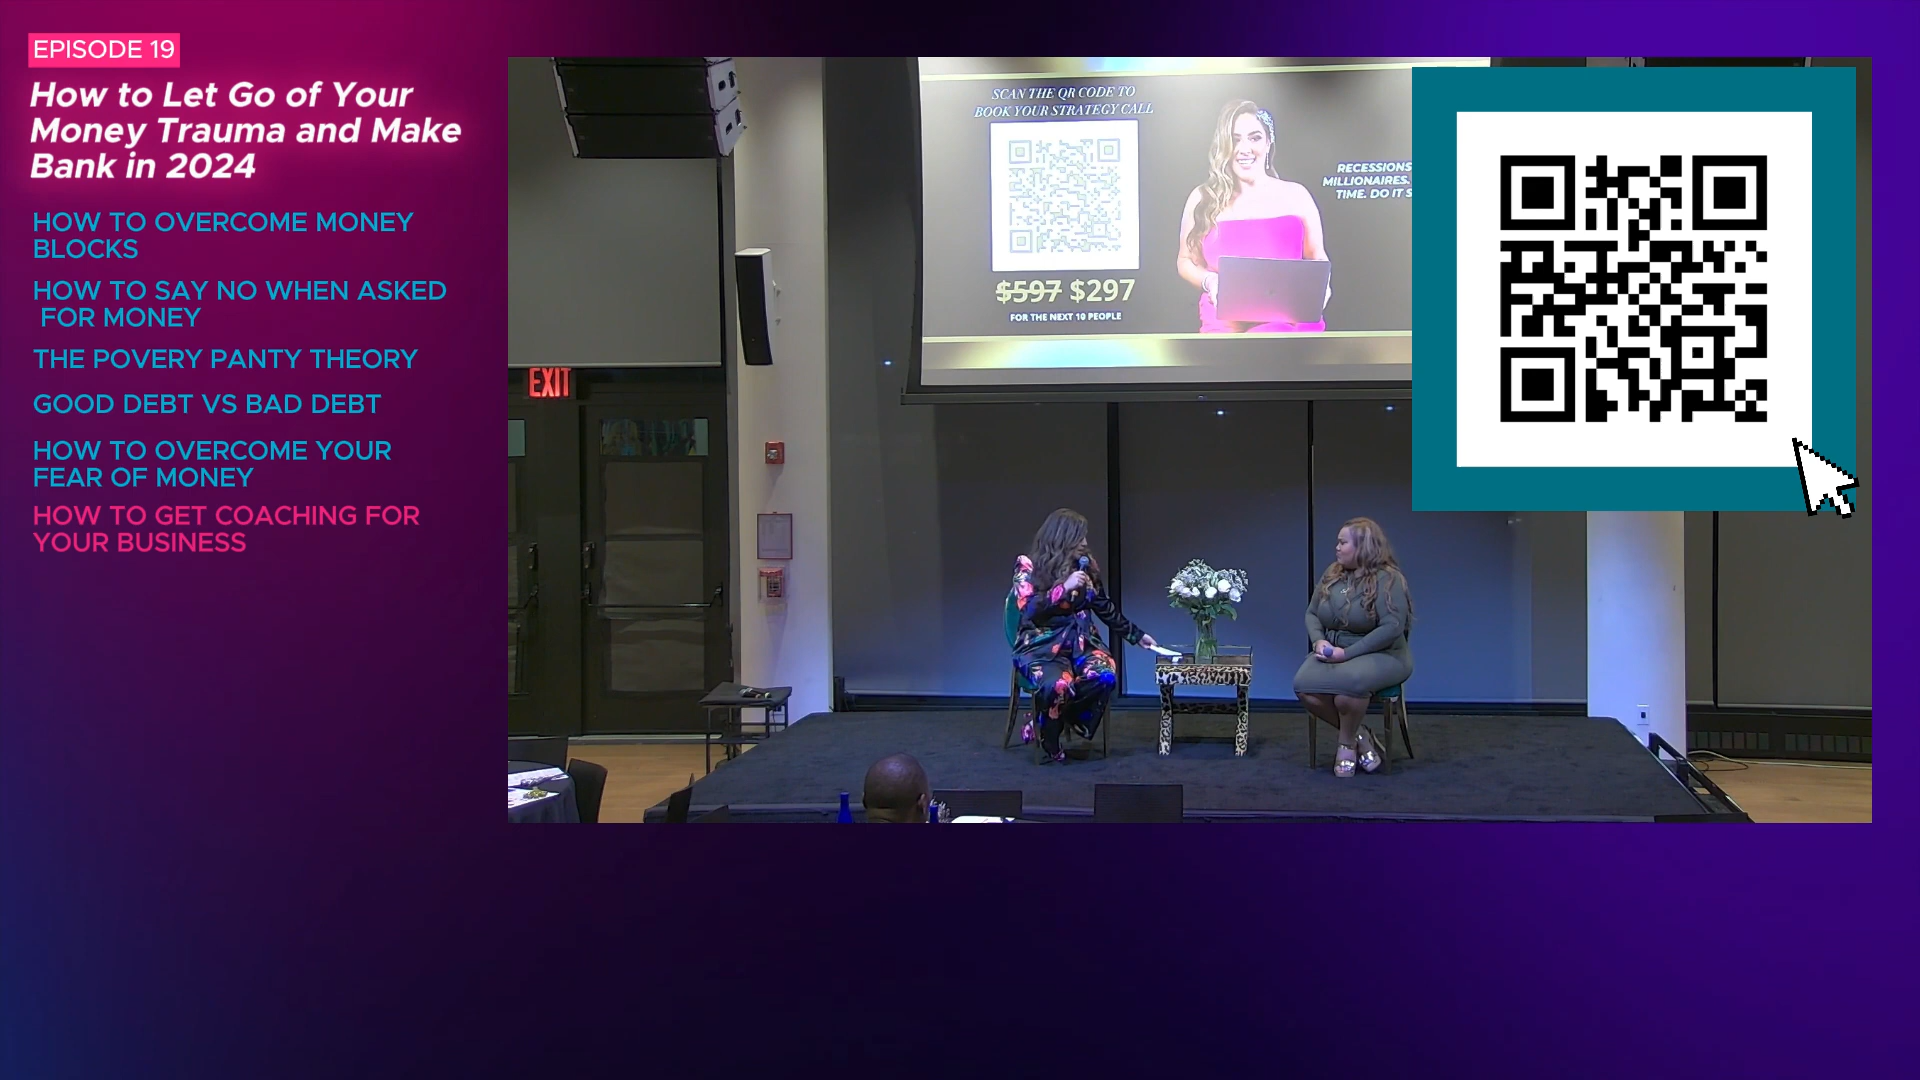 EPISODE 19
How to Let Go of Your
Money Trauma and Make
Bank in 2024
HOW TO OVERCOME MONEY
BLOCKS
HOW TO SAY NO WHEN ASKED
FOR MONEY
THE POVERY PANTY THEORY
GOOD DEBT VS BAD DEBT
HOW TO OVERCOME YOUR
FEAR OF MONEY
HOW TO GET COACHING FOR
YOUR BUSINESS
SCAN THE QR CODE TO
BOOK YOUR STRATEGY CALL
$597 $297
FOR THE NEXT 10 PEOPLE
RECESSIONS
MILLIONAIRES.
TIME. DO IT S
EXIT